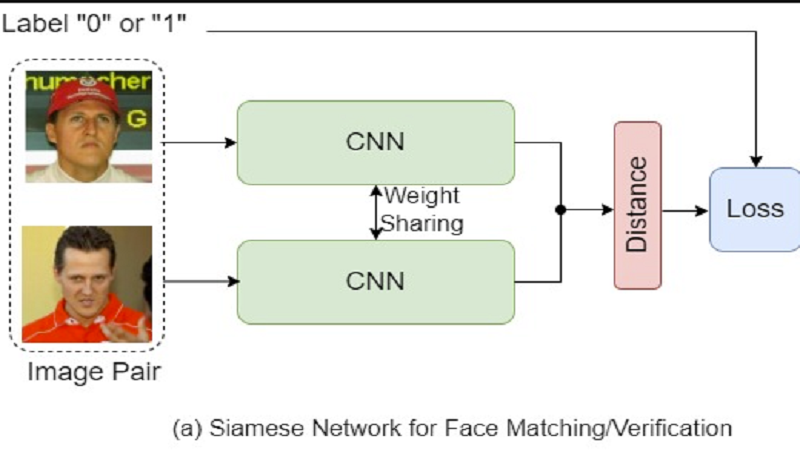 Label "0" or "1"
humacher
G
CNN
Weight
Sharing
CNN
Distance
Loss
Image Pair
(a) Siamese Network for Face Matching/Verification